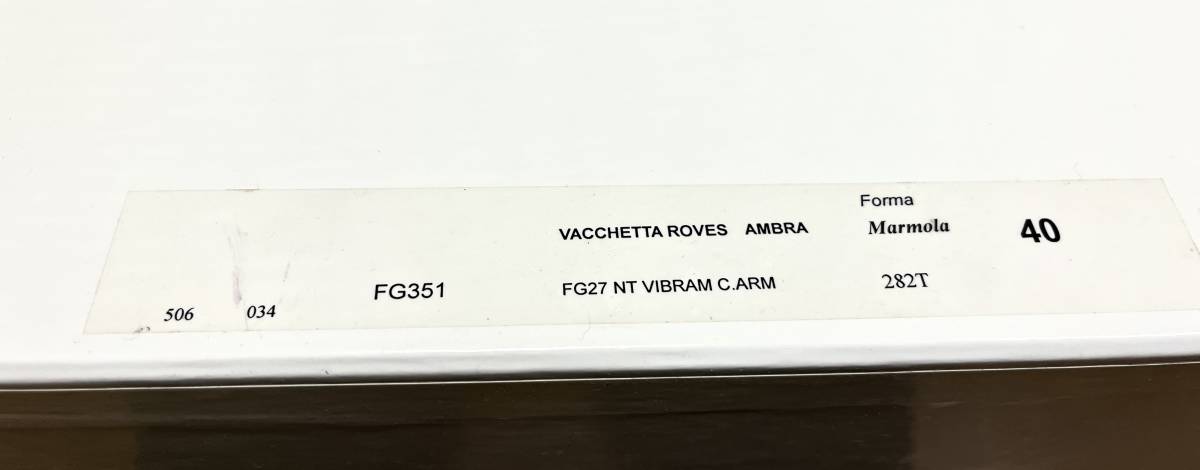 Forma
VACCHETTA ROVES AMBRA Marmola 40
FG351 FG27 NT VIBRAM C.ARM 282T
506 034